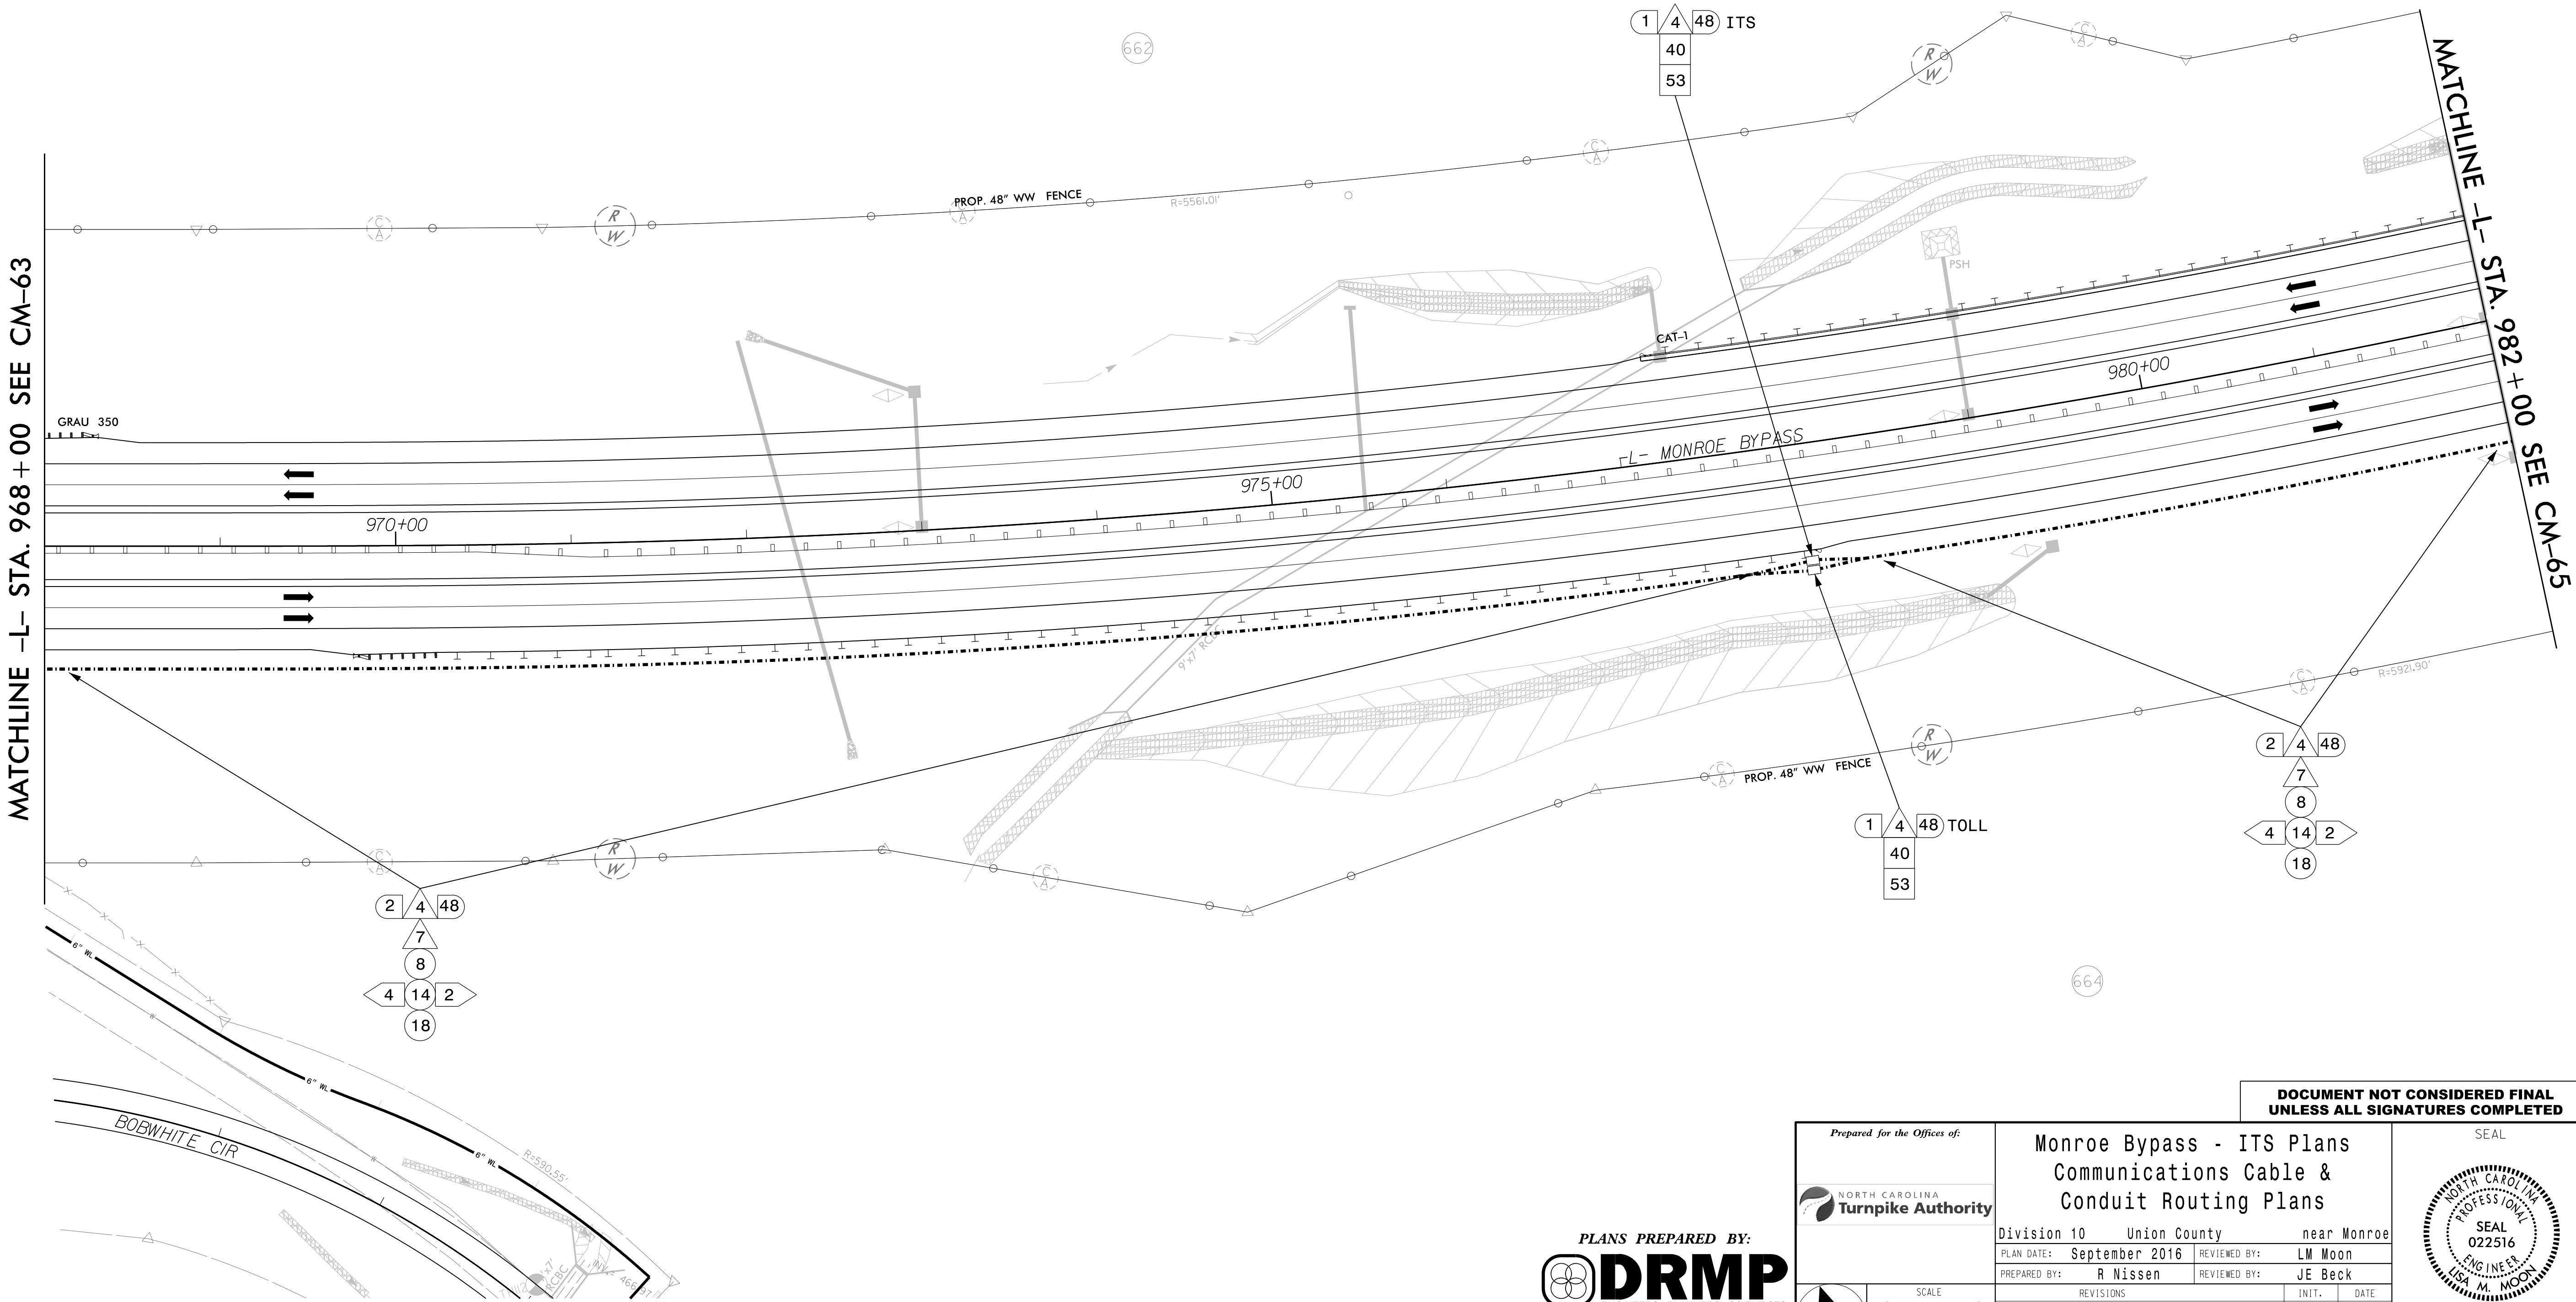 1 4 48 ITS
40
53
662
R
W
C
A
MATCHLINE -L- STA. 982+00 SEE CM-65
MATCHLINE -L- STA. 968+00 SEE CM-63
PROP. 48" WW FENCE
R=5561.01'
C
A
R
W
C
A
C
A
PSH
CAT-1
980+00
GRAU 350
-L- MONROE BYPASS
975+00
970+00
9'x7' RCBC
C
A
R=5921.90'
R
W
PROP. 48" WW FENCE
C
A
2 4 48
7
8
4 14 2
18
1 4 48 TOLL
40
53
C
A
R
W
C
A
2 4 48
7
8
4 14 2
18
664
6" WL
W
6" WL
BOBWHITE CIR
W
6" WL
R=590.55'
RCBC
DOCUMENT NOT CONSIDERED FINAL
UNLESS ALL SIGNATURES COMPLETED
Prepared for the Offices of:
NORTH CAROLINA
Turnpike Authority
Monroe Bypass - ITS Plans
Communications Cable &
Conduit Routing Plans
Division 10 Union County near Monroe
PLAN DATE: September 2016 REVIEWED BY: LM Moon
PREPARED BY: R Nissen REVIEWED BY: JE Beck
SCALE REVISIONS INIT. DATE
SEAL
NORTH CAROLINA
PROFESSIONAL
SEAL
022516
ENGINEER
LISA M. MOON
PLANS PREPARED BY:
DRMP